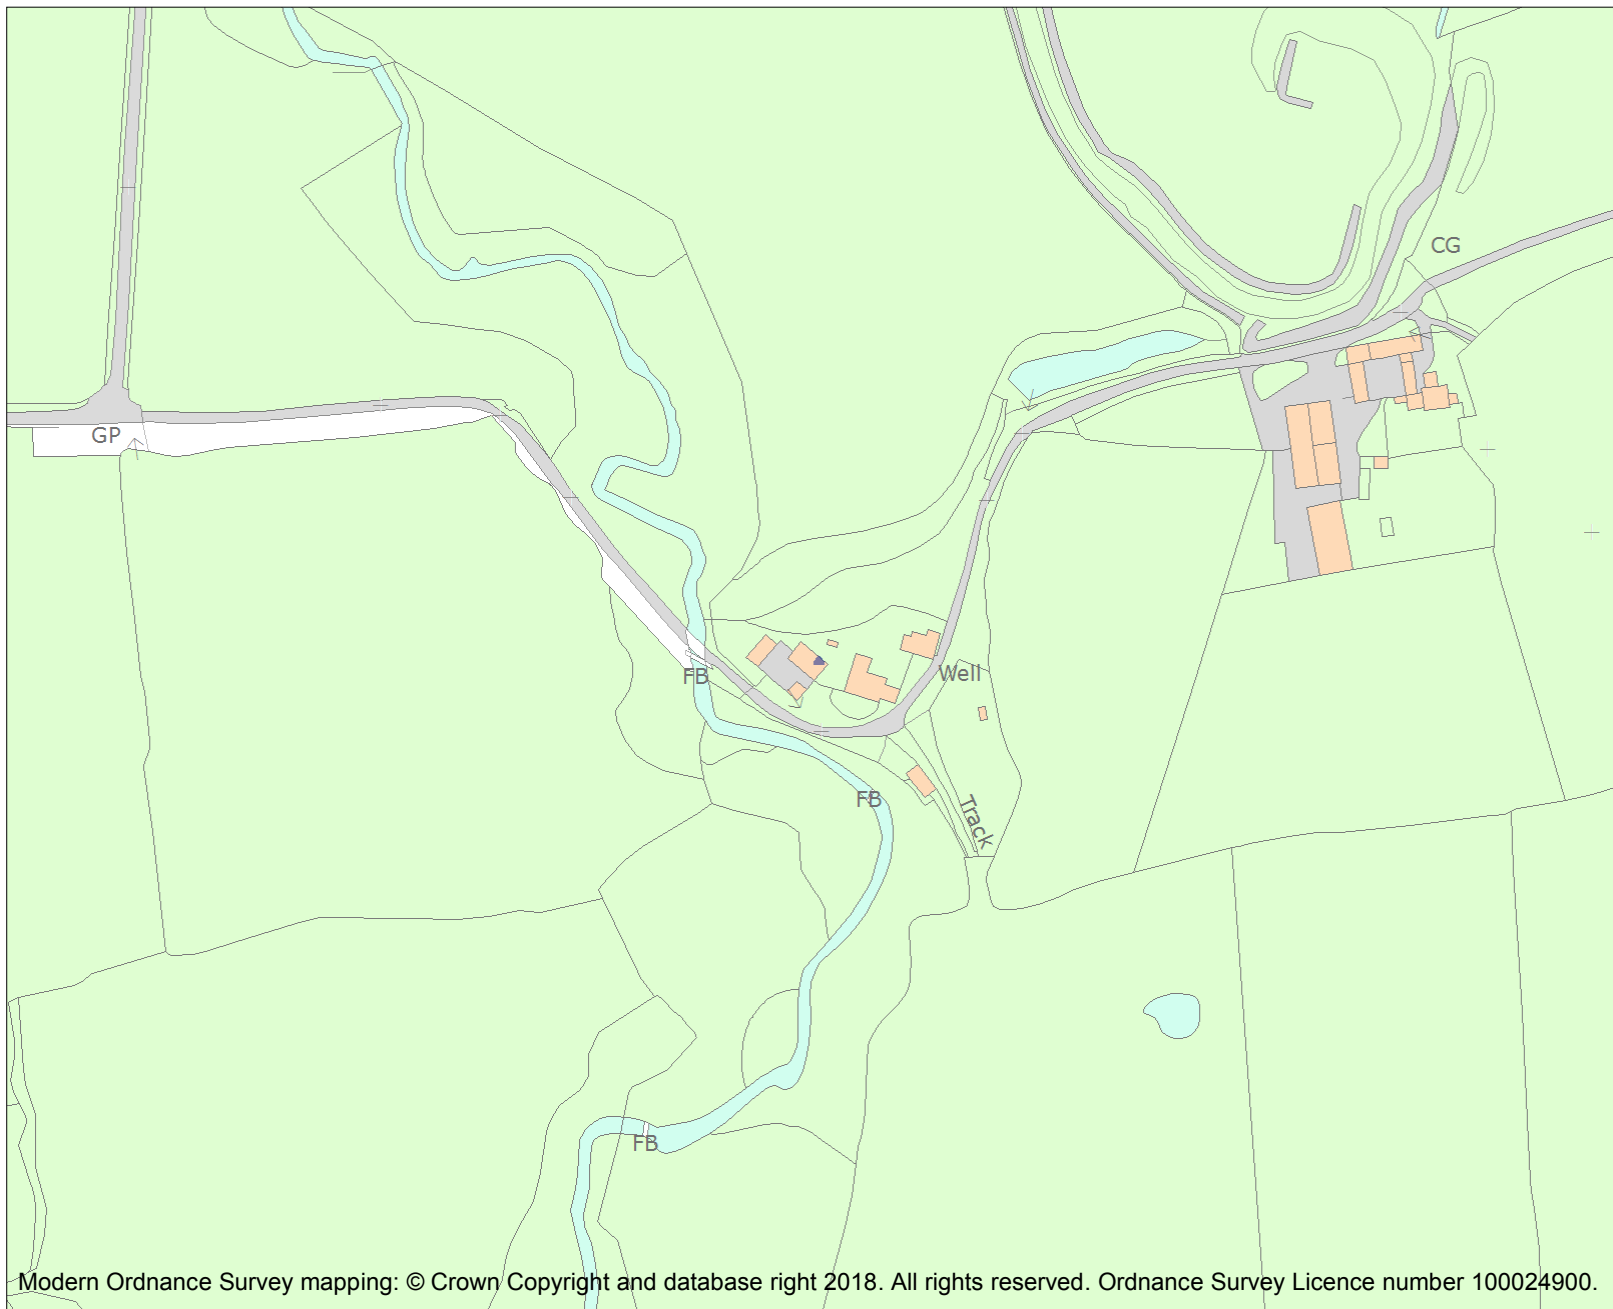 CG
GP
FB
Well
FB
Track
FB
Modern Ordnance Survey mapping: © Crown Copyright and database right 2018. All rights reserved. Ordnance Survey Licence number 100024900.